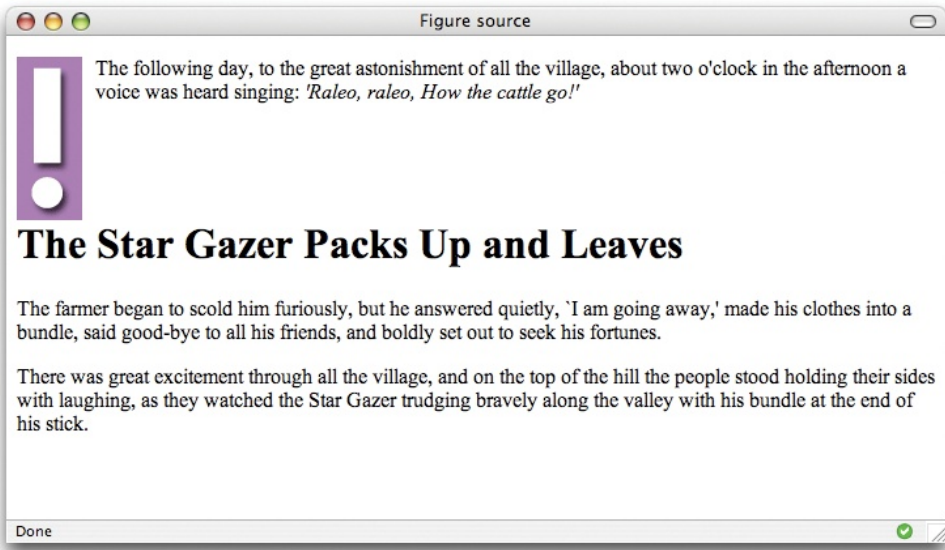 Figure source
The following day, to the great astonishment of all the village, about two o'clock in the afternoon a
voice was heard singing: 'Raleo, raleo, How the cattle go!'
!
The Star Gazer Packs Up and Leaves
The farmer began to scold him furiously, but he answered quietly, `I am going away,' made his clothes into a
bundle, said good-bye to all his friends, and boldly set out to seek his fortunes.
There was great excitement through all the village, and on the top of the hill the people stood holding their sides
with laughing, as they watched the Star Gazer trudging bravely along the valley with his bundle at the end of
his stick.
Done